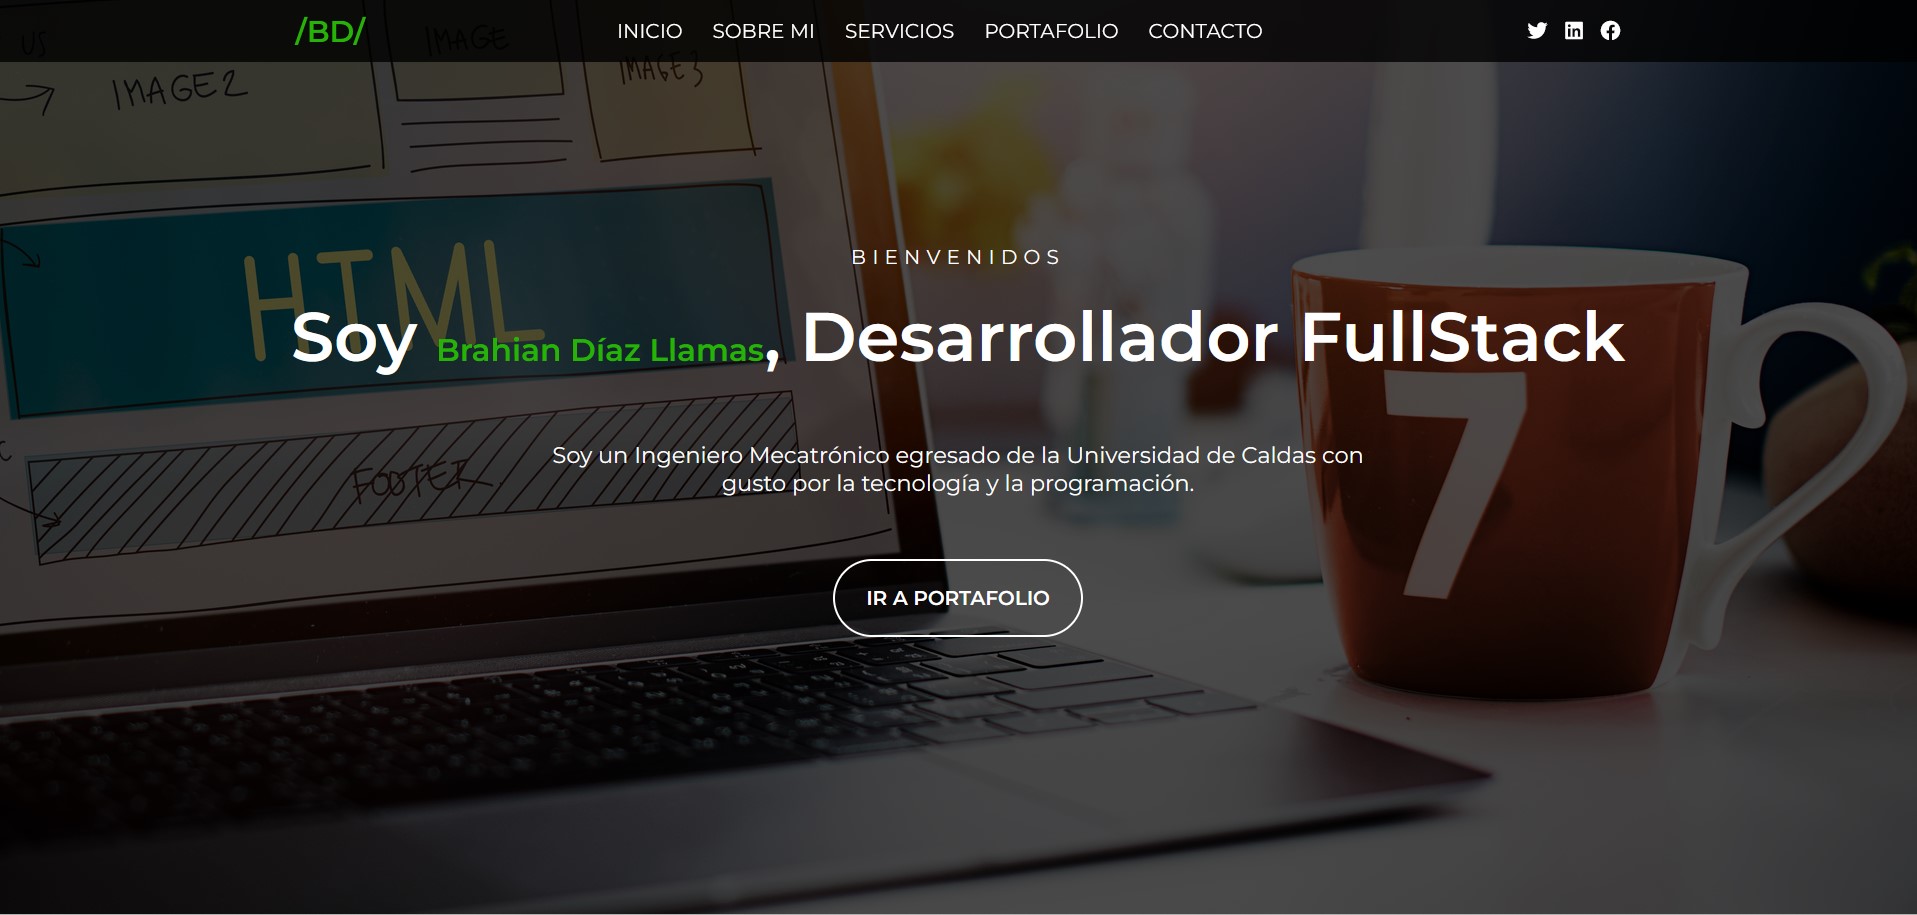 /BD/
INICIO SOBRE MI SERVICIOS PORTAFOLIO CONTACTO
US
IMAGE
IMAGE2
IMAGE3
HTML
BIENVENIDOS
Soy Brahian Díaz Llamas, Desarrollador FullStack
7
Soy un Ingeniero Mecatrónico egresado de la Universidad de Caldas con
gusto por la tecnología y la programación.
FOOTER
IR A PORTAFOLIO